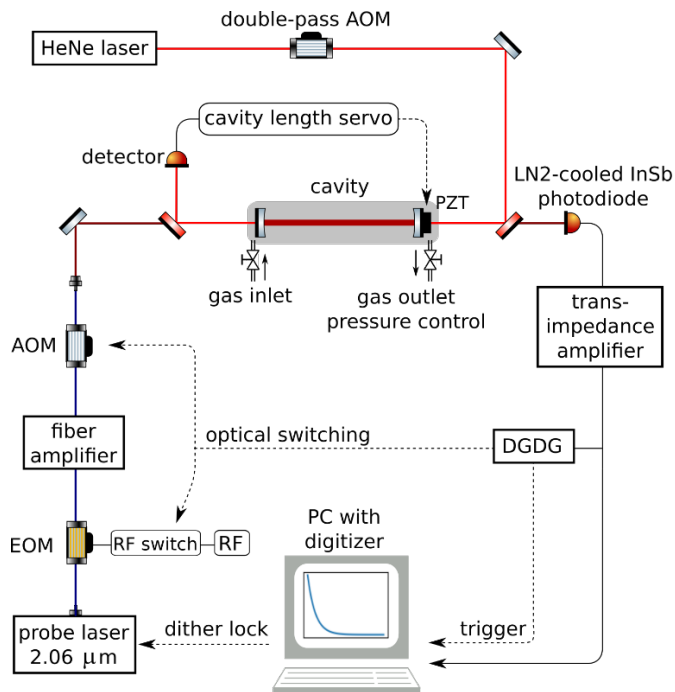 double-pass AOM
HeNe laser
cavity length servo
detector
cavity
PZT
LN2-cooled InSb
photodiode
gas inlet
gas outlet
pressure control
trans-
impedance
amplifier
AOM
fiber
amplifier
optical switching
DGDG
EOM
RF switch
RF
PC with
digitizer
probe laser
2.06 μm
dither lock
trigger